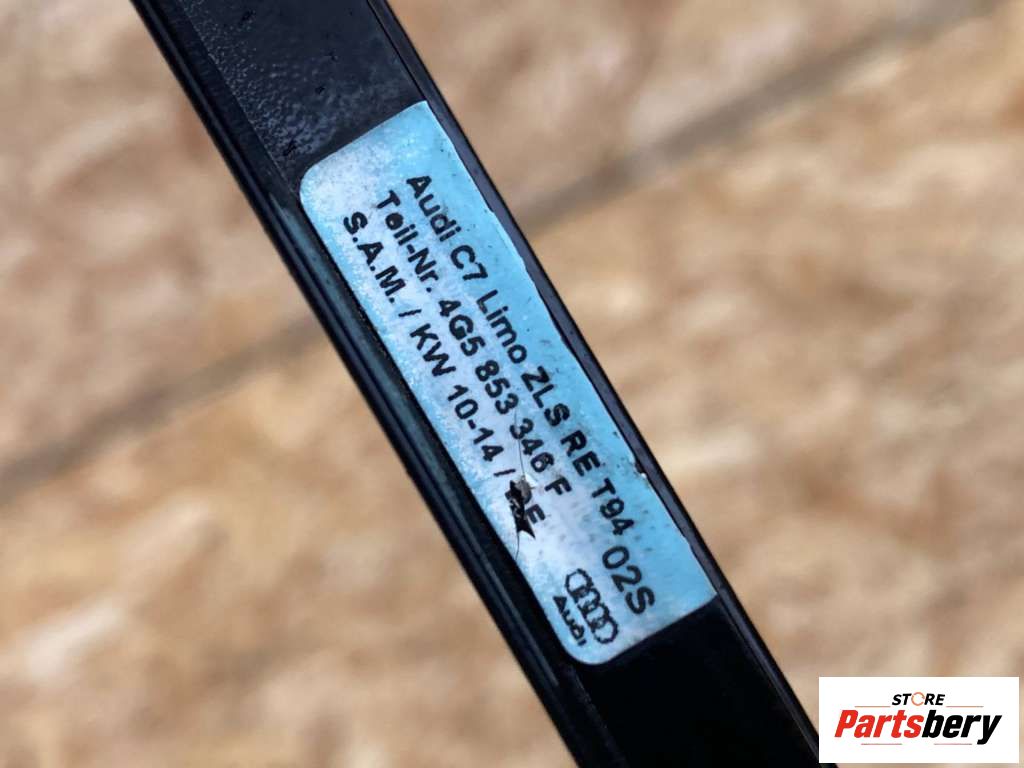 Audi C7 Limo ZLS RE T94 02S
Teil-Nr. 4G5 853 346 F
S.A.M. / KW 10-14 /
Audi
STORE
Partsbery